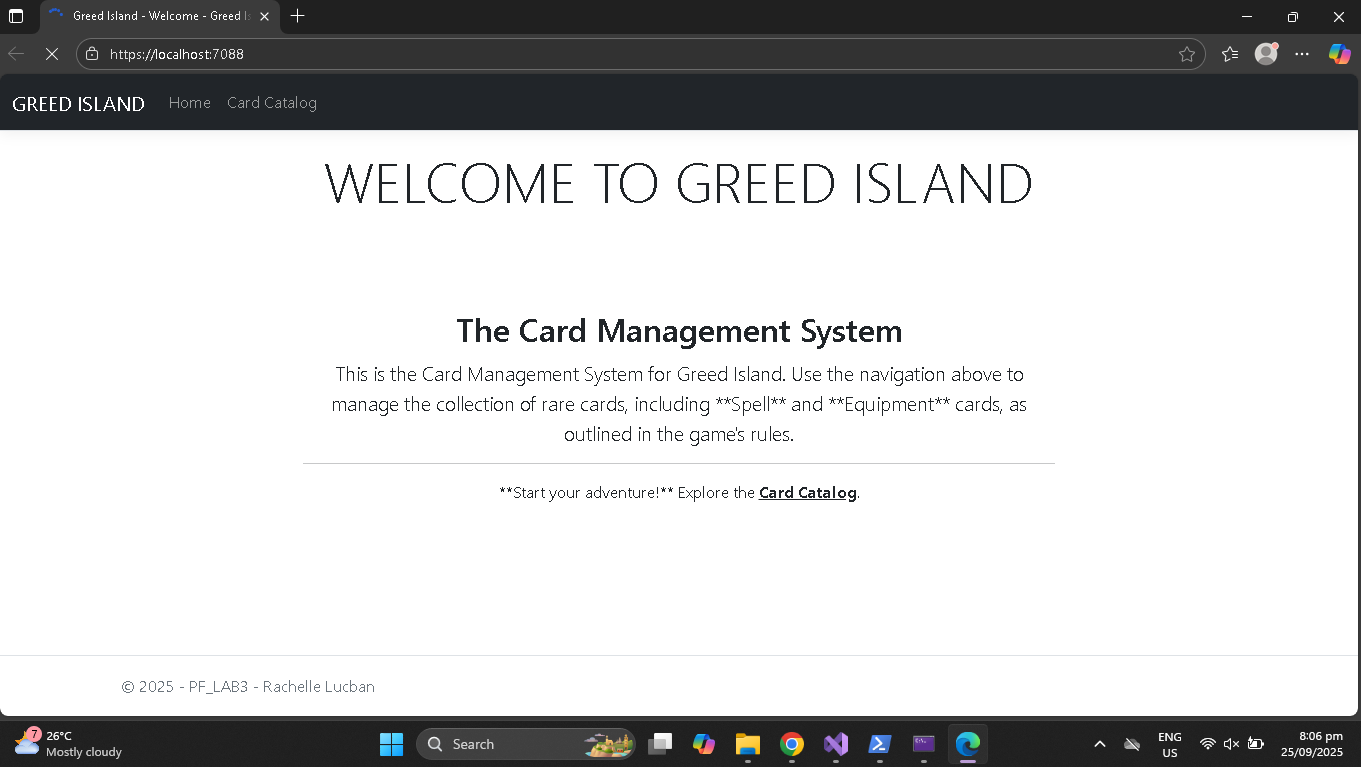 Greed Island - Welcome - Greed Is
https://localhost:7088
GREED ISLAND Home Card Catalog
WELCOME TO GREED ISLAND
The Card Management System
This is the Card Management System for Greed Island. Use the navigation above to
manage the collection of rare cards, including **Spell** and **Equipment** cards, as
outlined in the game's rules.
**Start your adventure!** Explore the Card Catalog.
© 2025 - PF_LAB3 - Rachelle Lucban
7
26°C
Mostly cloudy
Search
ENG
US
8:06 pm
25/09/2025